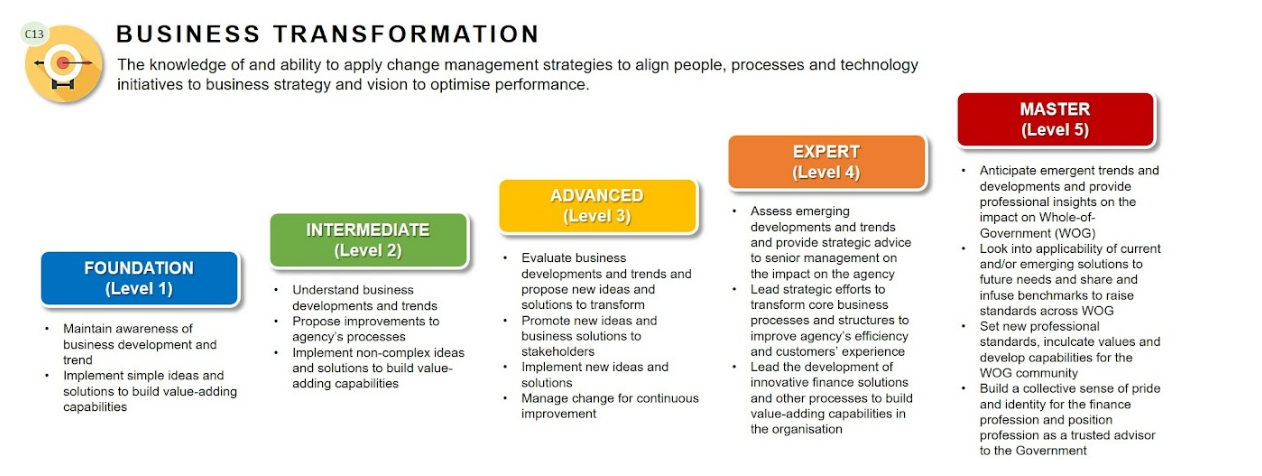 C13
BUSINESS TRANSFORMATION
The knowledge of and ability to apply change management strategies to align people, processes and technology
initiatives to business strategy and vision to optimise performance.
FOUNDATION
(Level 1)
• Maintain awareness of
business development and
trend
• Implement simple ideas and
solutions to build value-adding
capabilities
INTERMEDIATE
(Level 2)
• Understand business
developments and trends
• Propose improvements to
agency's processes
• Implement non-complex ideas
and solutions to build value-
adding capabilities
ADVANCED
(Level 3)
• Evaluate business
developments and trends and
propose new ideas and
solutions to transform
• Promote new ideas and
business solutions to
stakeholders
• Implement new ideas and
solutions
• Manage change for continuous
improvement
EXPERT
(Level 4)
• Assess emerging
developments and trends
and provide strategic advice
to senior management on
the impact on the agency
• Lead strategic efforts to
transform core business
processes and structures to
improve agency's efficiency
and customers' experience
• Lead the development of
innovative finance solutions
and other processes to build
value-adding capabilities in
the organisation
MASTER
(Level 5)
• Anticipate emergent trends and
developments and provide
professional insights on the
impact on Whole-of-
Government (WOG)
• Look into applicability of current
and/or emerging solutions to
future needs and share and
infuse benchmarks to raise
standards across WOG
• Set new professional
standards, inculcate values and
develop capabilities for the
WOG community
• Build a collective sense of pride
and identity for the finance
profession and position
profession as a trusted advisor
to the Government